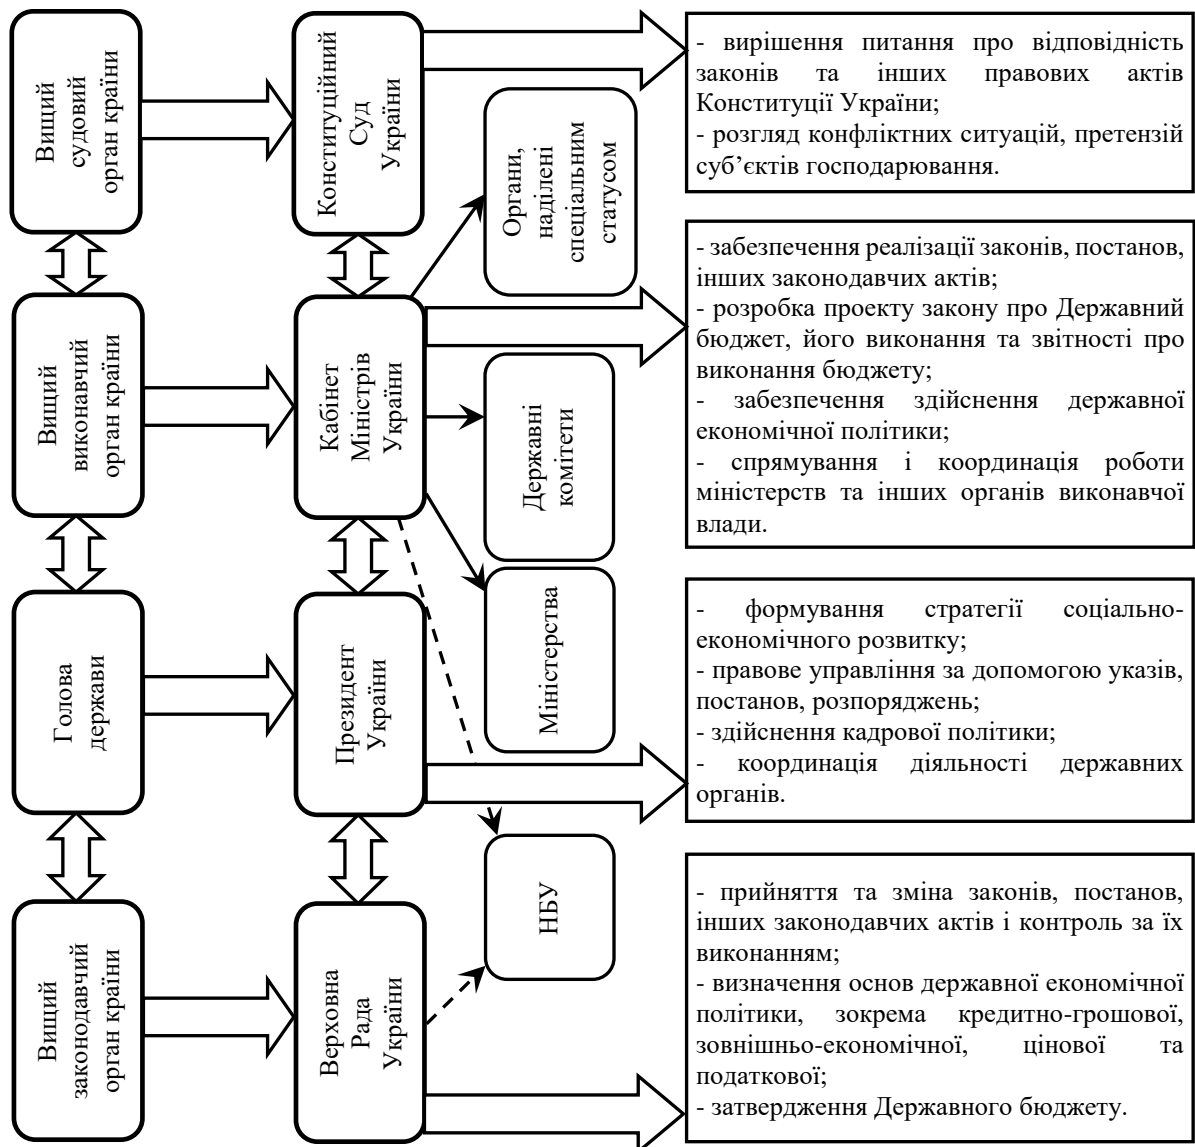 Вищий
судовий
орган країни
Конституційний
Суд
України
- вирішення питання про відповідність
законів та інших правових актів
Конституції України;
- розгляд конфліктних ситуацій, претензій
суб’єктів господарювання.
Органи,
наділені
спеціальним
статусом
Вищий
виконавчий
орган країни
Кабінет
Міністрів
України
- забезпечення реалізації законів, постанов,
інших законодавчих актів;
- розробка проекту закону про Державний
бюджет, його виконання та звітності про
виконання бюджету;
- забезпечення здійснення державної
економічної політики;
- спрямування і координація роботи
міністерств та інших органів виконавчої
влади.
Державні
комітети
Міністерства
Голова
держави
Президент
України
- формування стратегії соціально-
економічного розвитку;
- правове управління за допомогою указів,
постанов, розпоряджень;
- здійснення кадрової політики;
- координація діяльності державних
органів.
НБУ
Вищий
законодавчий
орган країни
Верховна
Рада
України
- прийняття та зміна законів, постанов,
інших законодавчих актів і контроль за їх
виконанням;
- визначення основ державної економічної
політики, зокрема кредитно-грошової,
зовнішньо-економічної, цінової та
податкової;
- затвердження Державного бюджету.